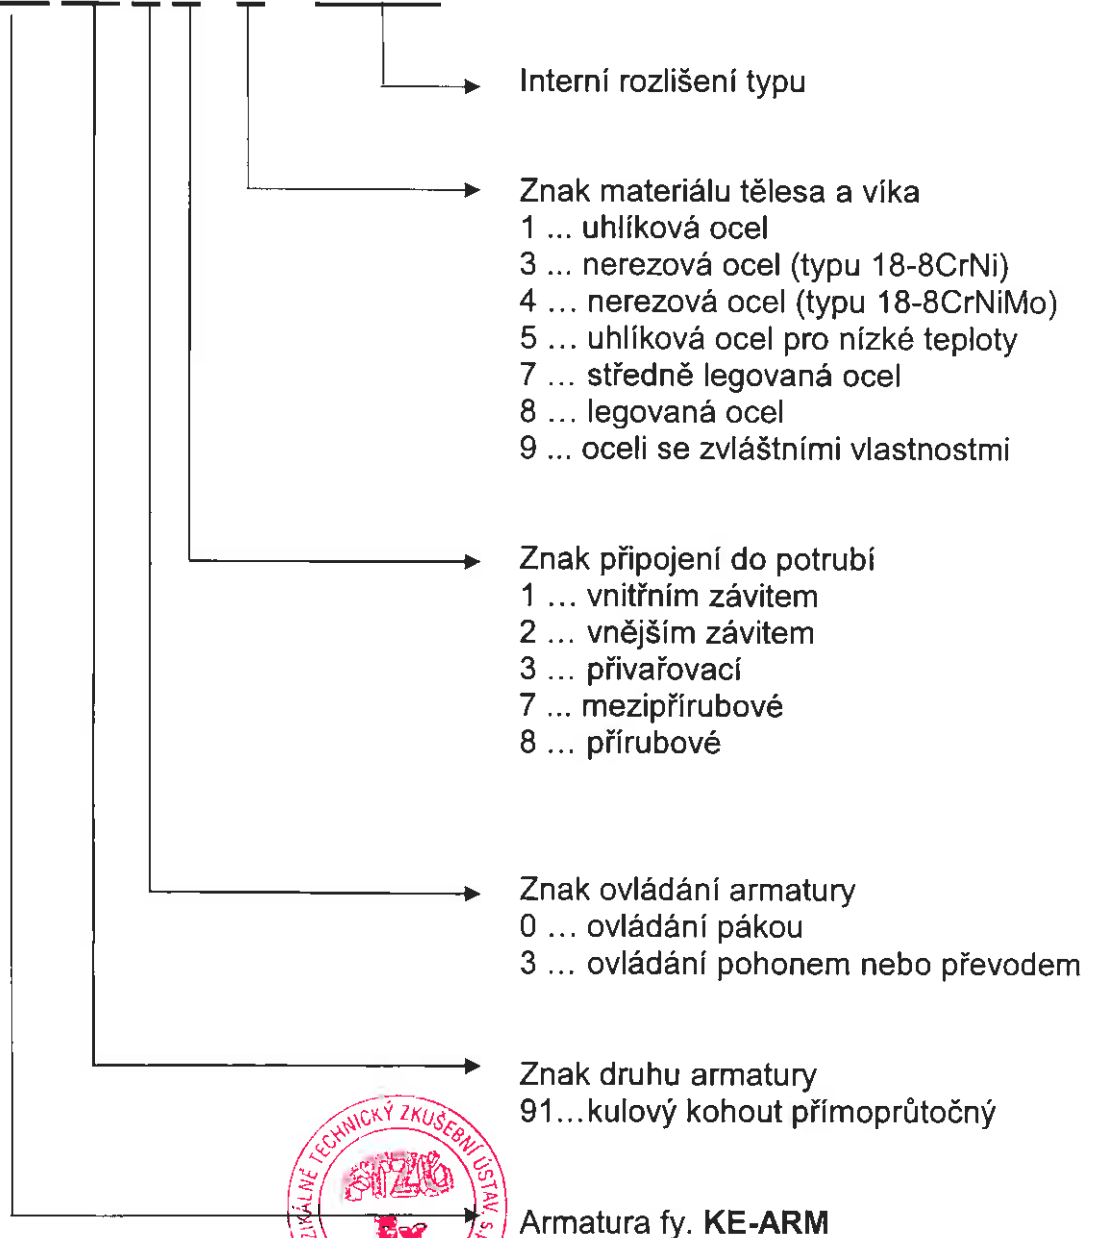 Interní rozlišení typu
Znak materiálu tělesa a víka
1 ... uhlíková ocel
3 ... nerezová ocel (typu 18-8CrNi)
4 ... nerezová ocel (typu 18-8CrNiMo)
5 ... uhlíková ocel pro nízké teploty
7 ... středně legovaná ocel
8 ... legovaná ocel
9 ... oceli se zvláštními vlastnostmi
Znak připojení do potrubí
1 ... vnitřním závitem
2 ... vnějším závitem
3 ... přivařovací
7 ... mezipřírubové
8 ... přírubové
Znak ovládání armatury
0 ... ovládání pákou
3 ... ovládání pohonem nebo převodem
Znak druhu armatury
91...kulový kohout přímoprůtočný
TECHNICKÝ ZKUŠEBNÍ ÚSTAV, s.
Armatura fy. KE-ARM